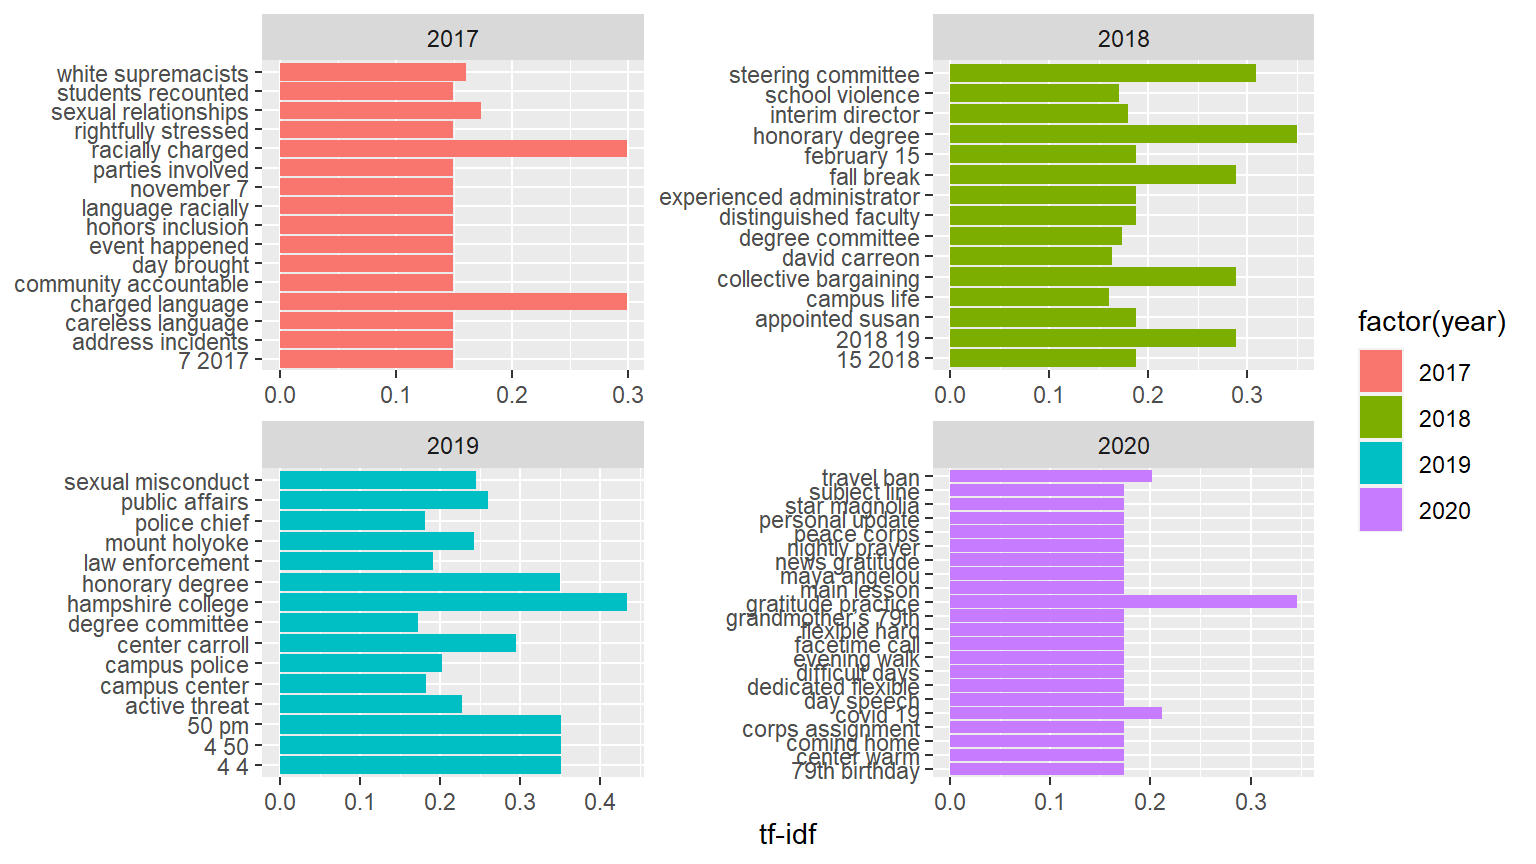 2017
white supremacists
students recounted
sexual relationships
rightfully stressed
racially charged
parties involved
november 7
language racially
honors inclusion
event happened
day brought
community accountable
charged language
careless language
address incidents
7 2017
0.0 0.1 0.2 0.3
2018
steering committee
school violence
interim director
honorary degree
february 15
fall break
experienced administrator
distinguished faculty
degree committee
david carreon
collective bargaining
campus life
appointed susan
2018 19
15 2018
0.0 0.1 0.2 0.3
2019
sexual misconduct
public affairs
police chief
mount holyoke
law enforcement
honorary degree
hampshire college
degree committee
center carroll
campus police
campus center
active threat
50 pm
4 50
4 4
0.0 0.1 0.2 0.3 0.4
2020
travel ban
subject line
star magnolia
personal update
peace corps
nightly prayer
news gratitude
maya angelou
main lesson
gratitude practice
grandmother's 79th
flexible hard
facetime call
evening walk
difficult days
dedicated flexible
day speech
covid 19
corps assignment
coming home
center warm
79th birthday
0.0 0.1 0.2 0.3
tf-idf
factor(year)
2017
2018
2019
2020